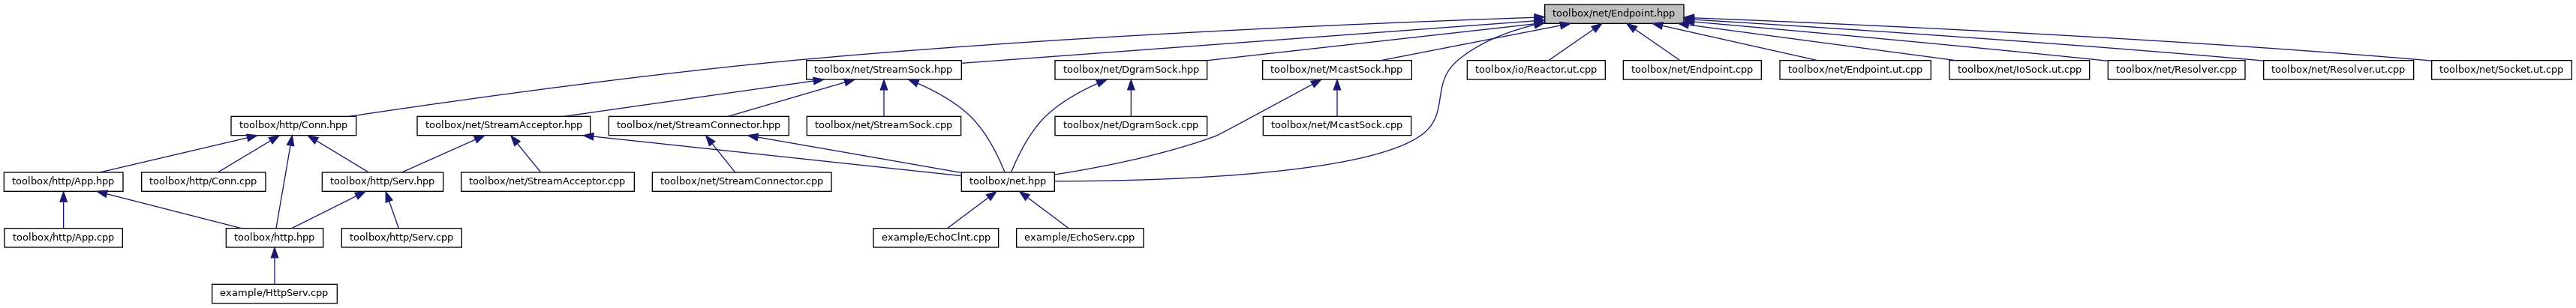 toolbox/net/Endpoint.hpp
toolbox/net/StreamSock.hpp
toolbox/net/DgramSock.hpp
toolbox/net/McastSock.hpp
toolbox/io/Reactor.ut.cpp
toolbox/net/Endpoint.cpp
toolbox/net/Endpoint.ut.cpp
toolbox/net/IoSock.ut.cpp
toolbox/net/Resolver.cpp
toolbox/net/Resolver.ut.cpp
toolbox/net/Socket.ut.cpp
toolbox/http/Conn.hpp
toolbox/net/StreamAcceptor.hpp
toolbox/net/StreamConnector.hpp
toolbox/net/StreamSock.cpp
toolbox/net/DgramSock.cpp
toolbox/net/McastSock.cpp
toolbox/http/App.hpp
toolbox/http/Conn.cpp
toolbox/http/Serv.hpp
toolbox/net/StreamAcceptor.cpp
toolbox/net/StreamConnector.cpp
toolbox/net.hpp
toolbox/http/App.cpp
toolbox/http.hpp
toolbox/http/Serv.cpp
example/EchoClnt.cpp
example/EchoServ.cpp
example/HttpServ.cpp